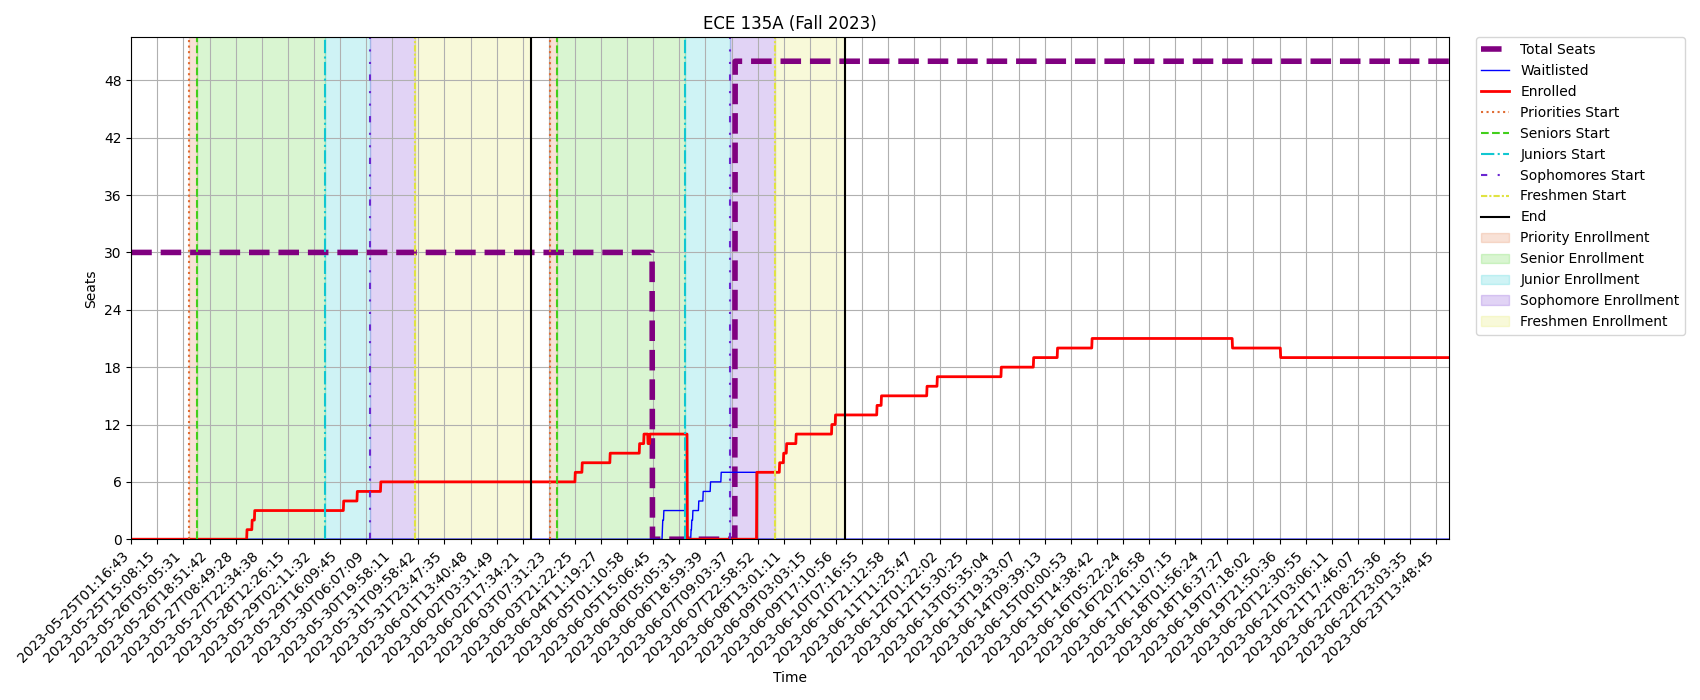 ECE 135A (Fall 2023)
Seats
48
42
36
30
24
18
12
6
0
2023-05-25T01:16:43
2023-05-25T15:08:15
2023-05-26T05:05:31
2023-05-26T18:51:42
2023-05-27T08:49:28
2023-05-27T22:34:38
2023-05-28T12:26:15
2023-05-29T02:11:32
2023-05-29T16:09:45
2023-05-30T06:07:09
2023-05-30T19:58:11
2023-05-31T09:58:42
2023-05-31T23:47:35
2023-06-01T13:40:48
2023-06-02T03:31:49
2023-06-02T17:34:21
2023-06-03T07:31:23
2023-06-03T21:22:25
2023-06-04T11:19:27
2023-06-05T01:10:58
2023-06-05T15:06:45
2023-06-06T05:05:31
2023-06-06T18:59:39
2023-06-07T09:03:37
2023-06-07T22:58:52
2023-06-08T13:01:11
2023-06-09T03:03:15
2023-06-09T17:10:56
2023-06-10T07:16:55
2023-06-10T21:12:58
2023-06-11T11:25:47
2023-06-12T01:22:02
2023-06-12T15:30:25
2023-06-13T05:35:04
2023-06-13T19:33:07
2023-06-14T09:39:13
2023-06-15T00:00:53
2023-06-15T14:38:42
2023-06-16T05:22:24
2023-06-16T20:26:58
2023-06-17T11:07:15
2023-06-18T01:56:24
2023-06-18T16:37:27
2023-06-19T07:18:02
2023-06-19T21:50:36
2023-06-20T12:30:55
2023-06-21T03:06:11
2023-06-21T17:46:07
2023-06-22T08:25:36
2023-06-22T23:03:35
2023-06-23T13:48:45
Time
Total Seats
Waitlisted
Enrolled
Priorities Start
Seniors Start
Juniors Start
Sophomores Start
Freshmen Start
End
Priority Enrollment
Senior Enrollment
Junior Enrollment
Sophomore Enrollment
Freshmen Enrollment